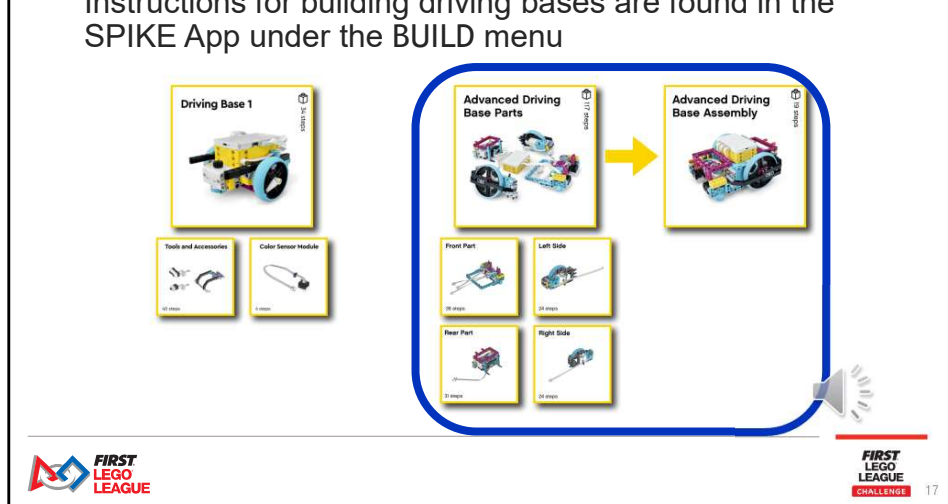 Instructions for building driving bases are found in the
SPIKE App under the BUILD menu
Driving Base 1
34 steps
Tools and Accessories
Color Sensor Module
Advanced Driving
Base Parts
117 steps
Advanced Driving
Base Assembly
19 steps
Front Part
Left Side
24 steps
Rear Part
31 steps
Right Side
24 steps
FIRST
LEGO
LEAGUE
FIRST
LEGO
LEAGUE
CHALLENGE
17